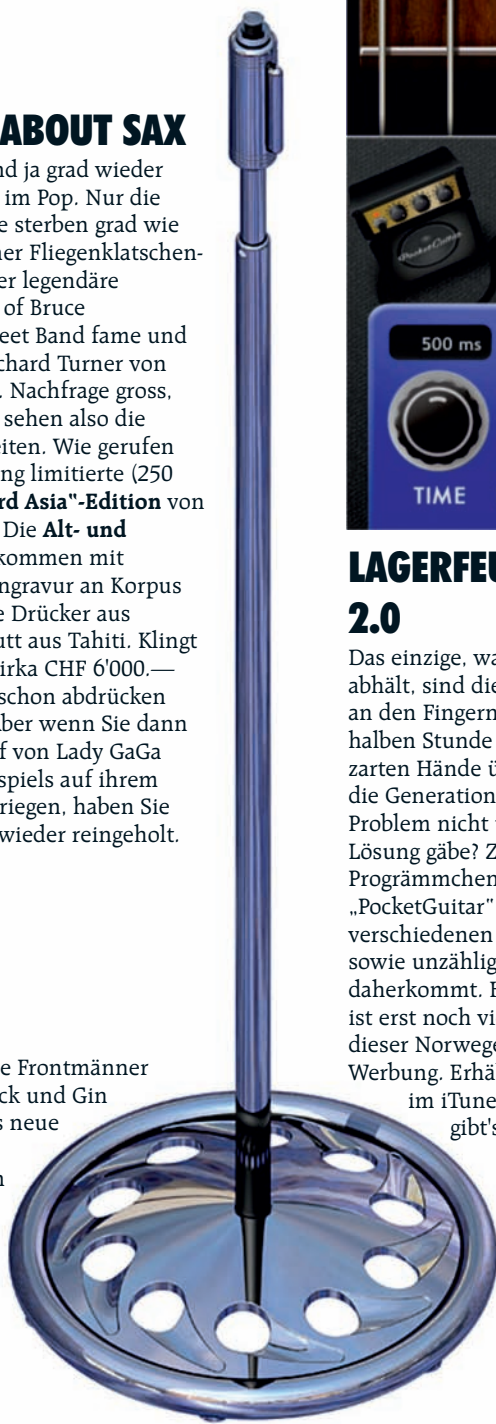 ABOUT SAX
nd ja grad wieder
im Pop. Nur die
e sterben grad wie
ner Fliegenklatschen-
er legendäre
of Bruce
eet Band fame und
chard Turner von
. Nachfrage gross,
sehen also die
eiten. Wie gerufen
ng limitierte (250
rd Asia"-Edition von
Die Alt- und
kommen mit
ngravur an Korpus
e Drücker aus
utt aus Tahiti. Klingt
irka CHF 6'000.—
schon abdrücken
Aber wenn Sie dann
f von Lady GaGa
spiels auf ihrem
riegen, haben Sie
wieder reingeholt.
e Frontmänner
ck und Gin
s neue
n
PocketGuitar
500 ms
TIME
LAGERFEU
2.0
Das einzige, wa
abhält, sind die
an den Fingern
halben Stunde
zarten Hände ü
die Generation
Problem nicht
Lösung gäbe? Z
Progrämmchen
„PocketGuitar"
verschiedenen
sowie unzählig
daherkommt. E
ist erst noch vi
dieser Norwege
Werbung. Erhä
im iTune
gibt's